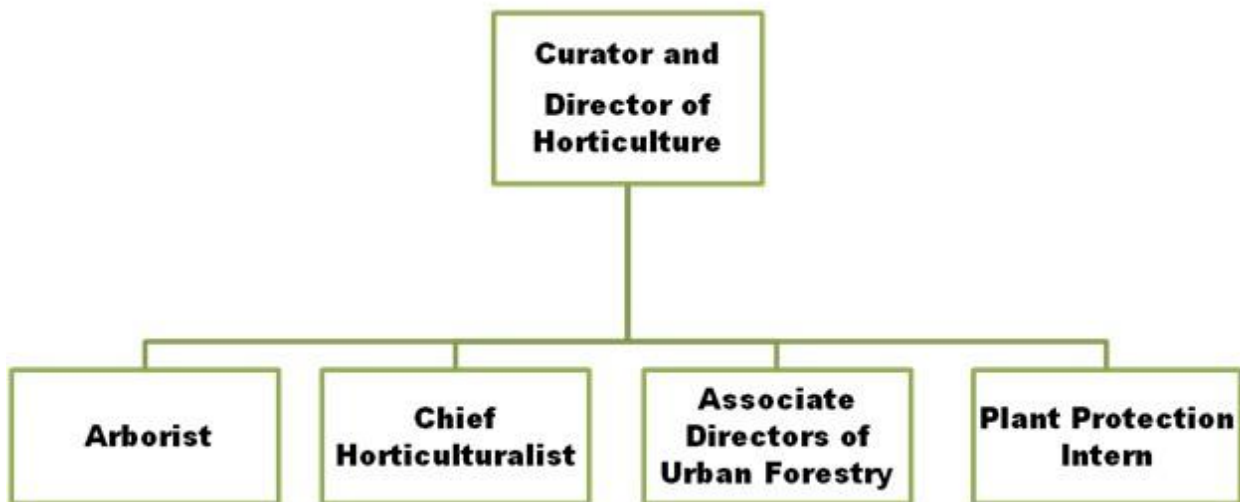 Curator and
Director of
Horticulture
Arborist
Chief
Horticulturalist
Associate
Directors of
Urban Forestry
Plant Protection
Intern